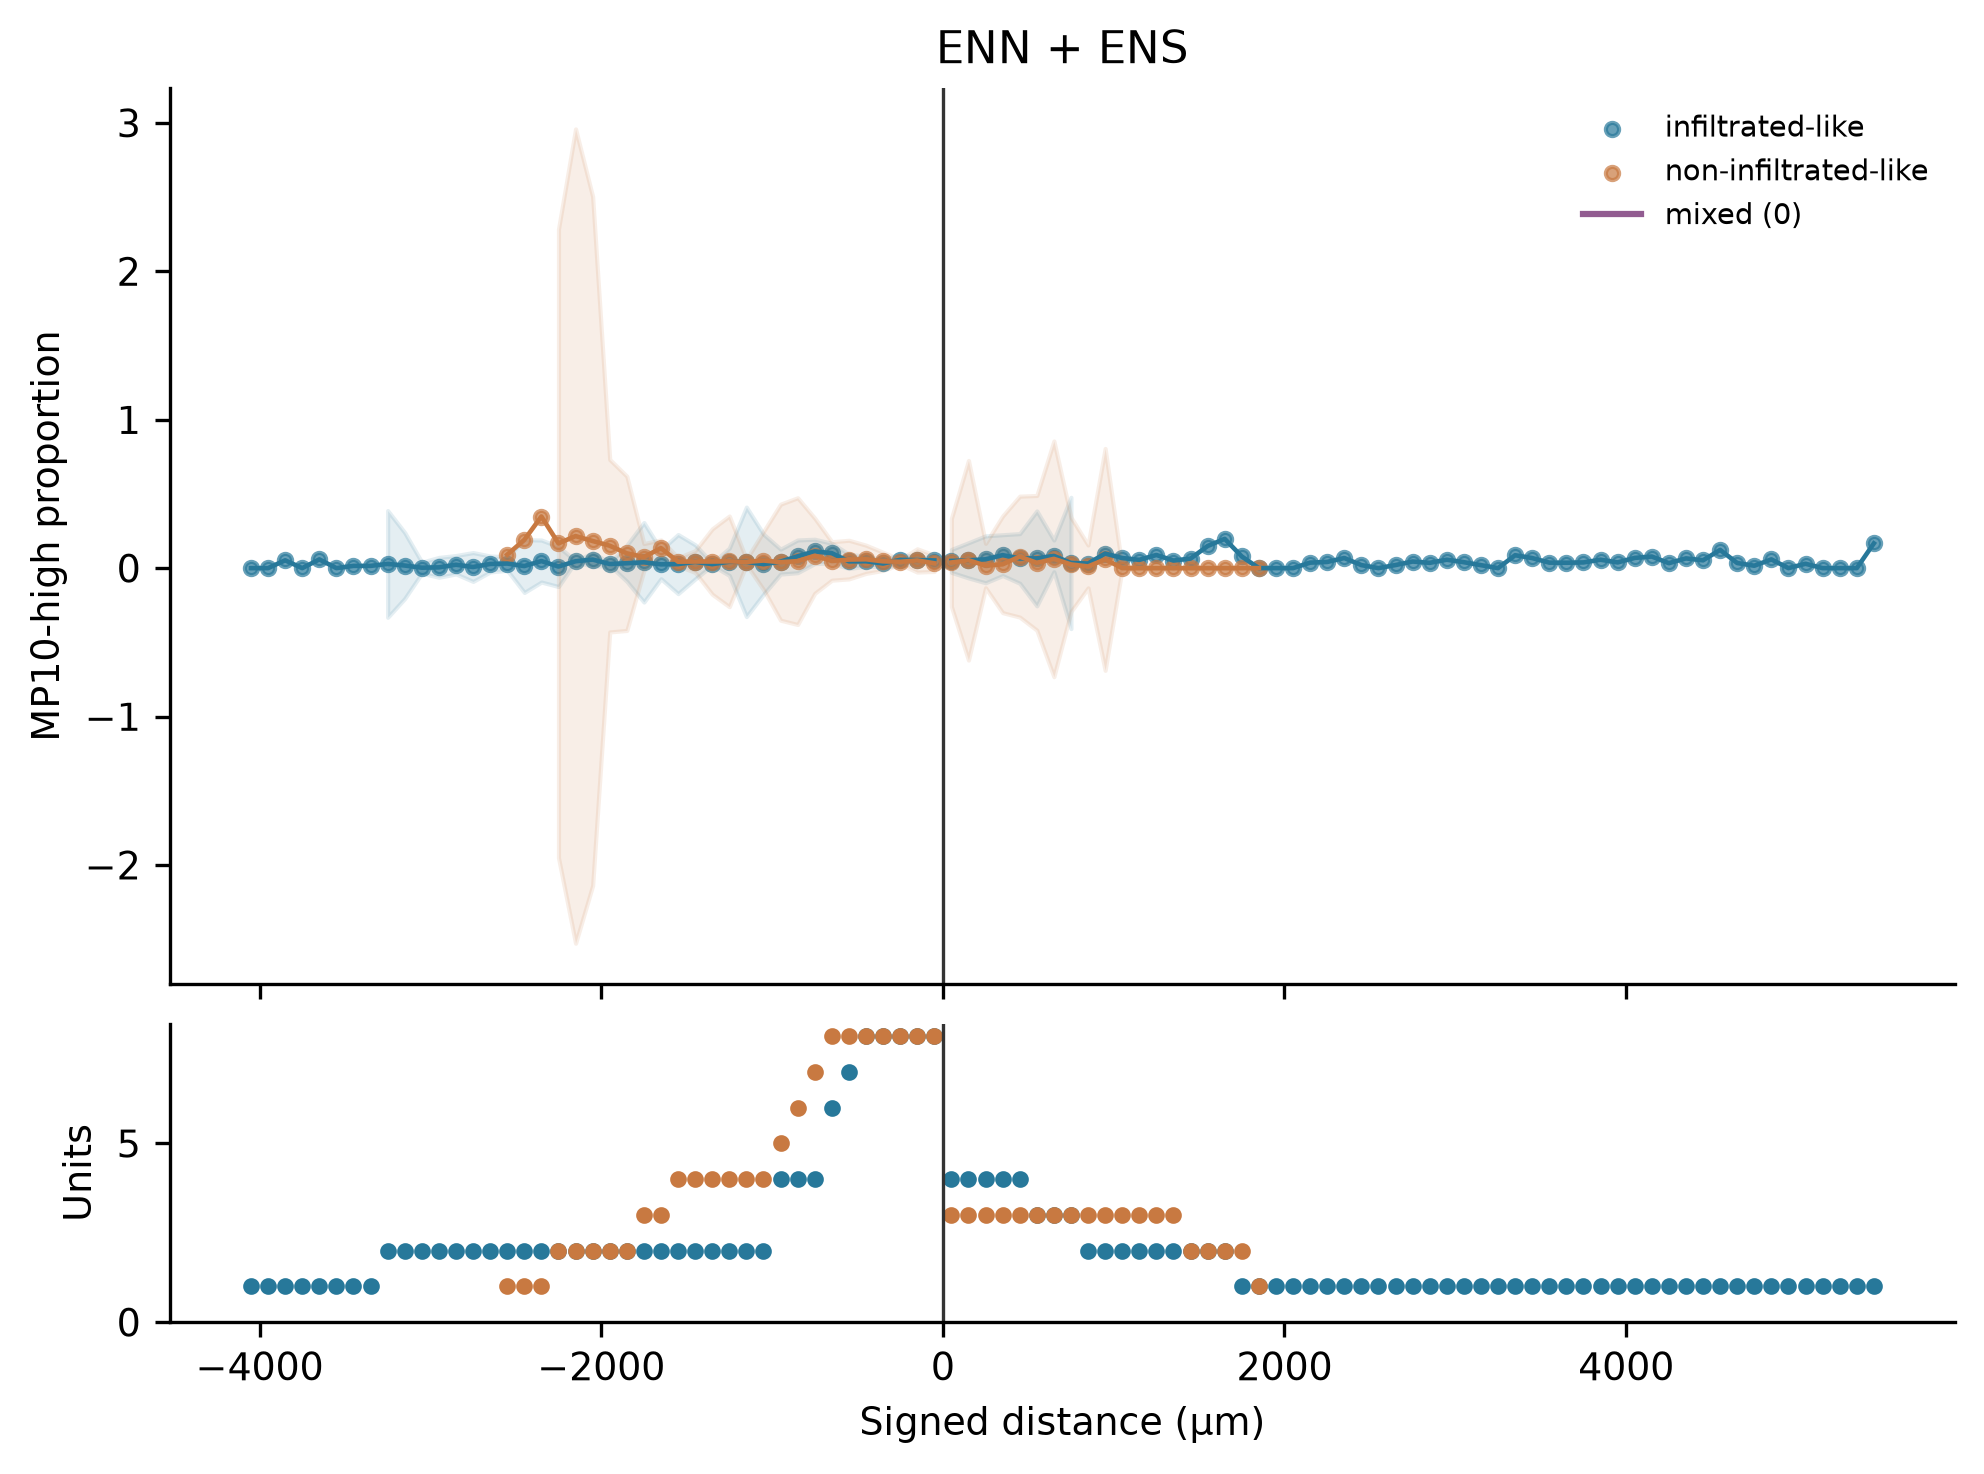 ENN + ENS
3
2
1
0
−1
−2
MP10-high proportion
infiltrated-like
non-infiltrated-like
mixed (0)
5
0
Units
−4000
−2000
0
2000
4000
Signed distance (µm)